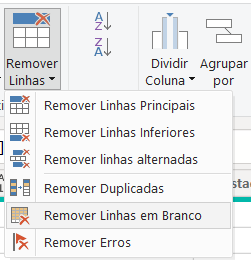 Remover
Linhas
Dividir
Coluna
Agrupar
por
Remover Linhas Principais
Remover Linhas Inferiores
Remover linhas alternadas
Remover Duplicadas
Remover Linhas em Branco
Remover Erros